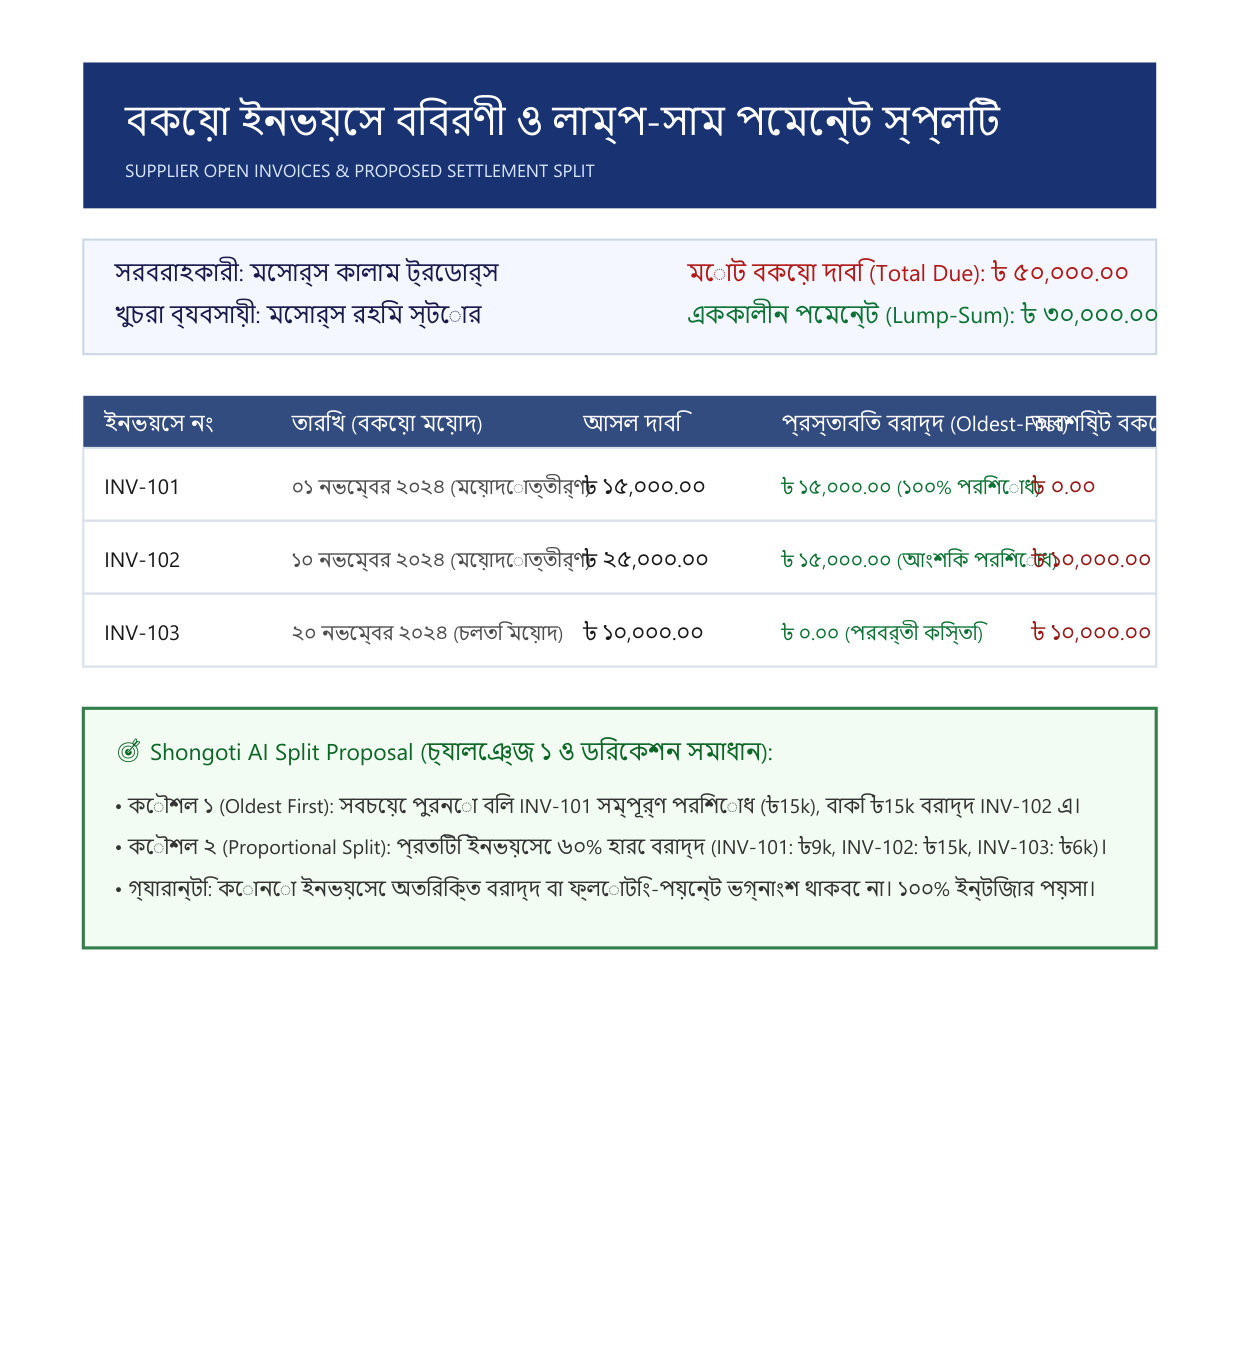 বকেয়া ইনভয়েসে বিবরণী ও লাম্প-সাম পেমেন্ট স্প্লিট
SUPPLIER OPEN INVOICES & PROPOSED SETTLEMENT SPLIT
সরবরাহকারী: মেসার্স কালাম ট্রেডার্স
মোট বকেয়া দাবি (Total Due): ৳ ৫০,০০০.০০
খুচরা ব্যবসায়ী: মেসার্স রহিম স্টোর
এককালীন পেমেন্ট (Lump-Sum): ৳ ৩০,০০০.০০
ইনভয়েস নং তারিখ (বকেয়া মেয়াদ) আসল দাবি প্রস্তাবিত বরাদ্দ (Oldest-First) অবশিষ্ট
INV-101 ০১ নভেম্বর ২০২৪ (মেয়াদোত্তীর্ণ) ৳ ১৫,০০০.০০ ৳ ১৫,০০০.০০ (১০০% পরিশোধ) ৳ ০.০০
INV-102 ১০ নভেম্বর ২০২৪ (মেয়াদোত্তীর্ণ) ৳ ২৫,০০০.০০ ৳ ১৫,০০০.০০ (আংশিক পরিশোধ) ৳ ১০,০০০.০০
INV-103 ২০ নভেম্বর ২০২৪ (চলতি মেয়াদ) ৳ ১০,০০০.০০ ৳ ০.০০ (পরবর্তী কিস্তি) ৳ ১০,০০০.০০
🎯 Shongoti AI Split Proposal (চ্যালেঞ্জ ১ ও ডিরেকশন সমাধান):
• কৌশল ১ (Oldest First): সবচেয়ে পুরনো বিল INV-101 সম্পূর্ণ পরিশোধ (৳15k), বাকি ৳15k বরাদ্দ INV-102 এ।
• কৌশল ২ (Proportional Split): প্রতিটি ইনভয়েসে ৬০% হারে বরাদ্দ (INV-101: ৳9k, INV-102: ৳15k, INV-103: ৳6k)।
• গ্যারান্টি: কোনো ইনভয়েসে অতিরিক্ত বরাদ্দ বা ফ্লোটিং-পয়েন্ট ভগ্নাংশ থাকবে না। ১০০% ইন্টিজার পয়সা।